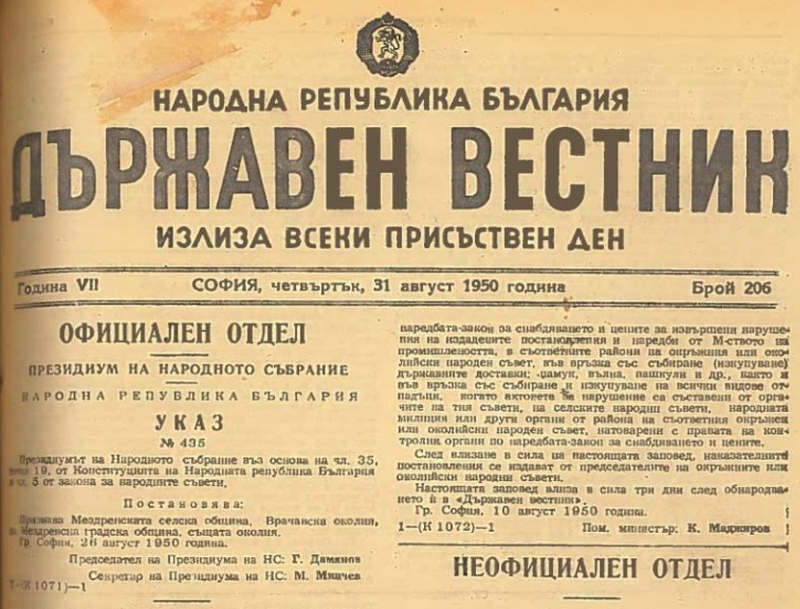 НАРОДНА РЕПУБЛИКА БЪЛГАРИЯ
ДЪРЖАВЕН ВЕСТНИК
ИЗЛИЗА ВСЕКИ ПРИСЪСТВЕН ДЕН
Година VII СОФИЯ, четвъртък, 31 август 1950 година Брой 206
ОФИЦИАЛЕН ОТДЕЛ
ПРЕЗИДИУМ НА НАРОДНОТО СЪБРАНИЕ
НАРОДНА РЕПУБЛИКА БЪЛГАРИЯ
УКАЗ
№ 435
Президиумът на Народното събрание въз основа на чл. 35,
19, от Конституцията на Народната република България
и чл. 5 от закона за народните съвети,
Постановява:
Признава Мездренската селска община, Врачанска околия,
за Мездренска градска община, същата околия.
Гр. София, 26 август 1950 година.
Председател на Президиума на НС: Г. Дамянов
Секретар на Президиума на НС: М. Минчев
1—(К 1071)—1
наредбата-закон за снабдяването и цените за извършени наруше-
ния на издадените постановления и наредби от М-ството на
промишлеността, в съответните райони на окръжния или око-
лийски народен съвет, във връзка със събиране (изкупуване)
държавните доставки: памук, вълна, пашкули и др., както и
във връзка със събиране и изкупуване на всички видове от-
падъци, когато актовете за нарушение са съставени от орга-
ните на тия съвети, на селските народни съвети, народната
милиция или други органи от района на съответния окръжен
или околийски народен съвет, натоварени с правата на кон-
тролни органи по наредбата-закон за снабдяването и цените.
След влизане в сила на настоящата заповед, наказателните
постановления се издават от председателите на окръжните или
околийски народни съвети.
Настоящата заповед влиза в сила три дни след обнародва-
нето ѝ в «Държавен вестник».
Гр. София, 10 август 1950 година.
1—(К 1072)—1 Пом. министър: К. Маджаров
НЕОФИЦИАЛЕН ОТДЕЛ